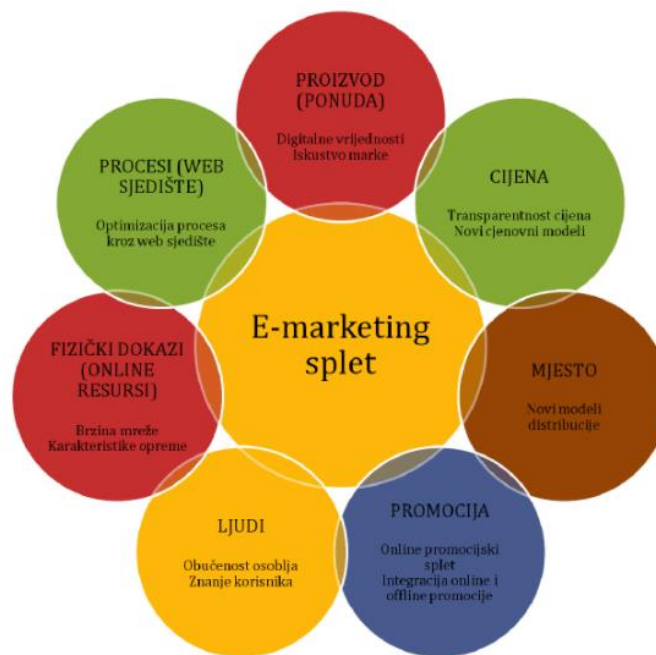 PROIZVOD
(PONUDA)
Digitalne vrijednosti
Iskustvo marke
CIJENA
Transparentnost cijena
Novi cjenovni modeli
MJESTO
Novi modeli
distribucije
PROMOCIJA
Online promocijski
splet
Integracija online i
offline promocije
LJUDI
Obučenost osoblja
Znanje korisnika
FIZIČKI DOKAZI
(ONLINE
RESURSI)
Brzina mreže
Karakteristike opreme
PROCESI (WEB
SJEDIŠTE)
Optimizacija procesa
kroz web sjedište
E-marketing
splet